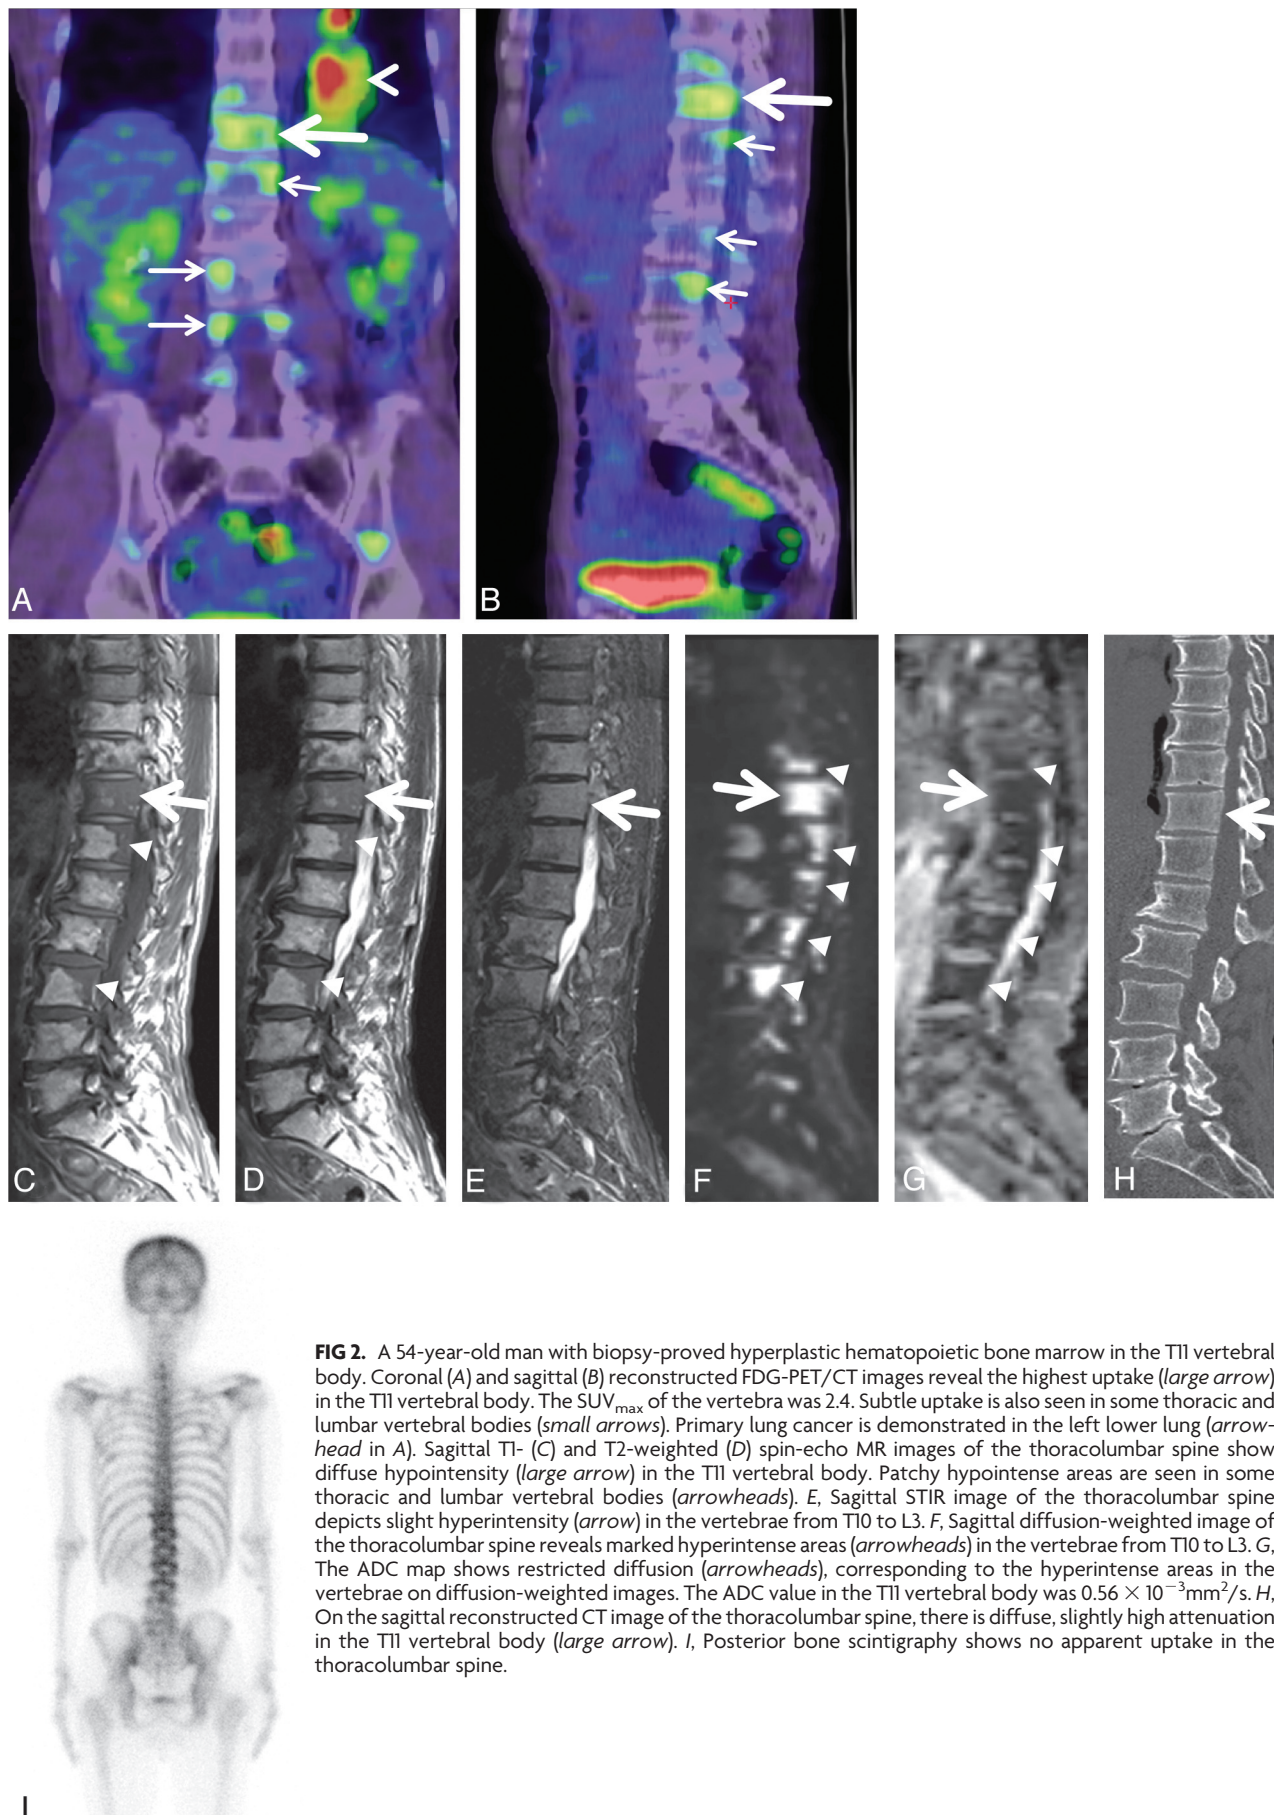 A
B
C
D
E
F
G
H
I
FIG 2. A 54-year-old man with biopsy-proved hyperplastic hematopoietic bone marrow in the T11 vertebral
body. Coronal (A) and sagittal (B) reconstructed FDG-PET/CT images reveal the highest uptake (large arrow)
in the T11 vertebral body. The SUVmax of the vertebra was 2.4. Subtle uptake is also seen in some thoracic and
lumbar vertebral bodies (small arrows). Primary lung cancer is demonstrated in the left lower lung (arrow-
head in A). Sagittal T1- (C) and T2-weighted (D) spin-echo MR images of the thoracolumbar spine show
diffuse hypointensity (large arrow) in the T11 vertebral body. Patchy hypointense areas are seen in some
thoracic and lumbar vertebral bodies (arrowheads). E, Sagittal STIR image of the thoracolumbar spine
depicts slight hyperintensity (arrow) in the vertebrae from T10 to L3. F, Sagittal diffusion-weighted image of
the thoracolumbar spine reveals marked hyperintense areas (arrowheads) in the vertebrae from T10 to L3. G,
The ADC map shows restricted diffusion (arrowheads), corresponding to the hyperintense areas in the
vertebrae on diffusion-weighted images. The ADC value in the T11 vertebral body was 0.56 × 10⁻³mm²/s. H,
On the sagittal reconstructed CT image of the thoracolumbar spine, there is diffuse, slightly high attenuation
in the T11 vertebral body (large arrow). I, Posterior bone scintigraphy shows no apparent uptake in the
thoracolumbar spine.